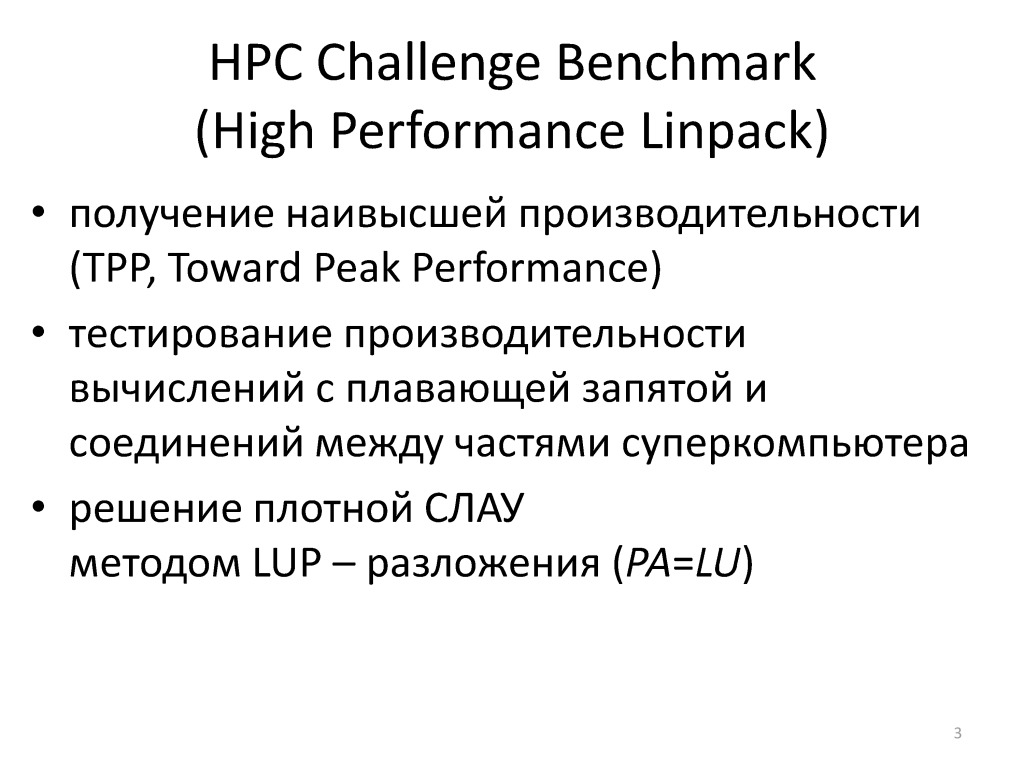 HPC Challenge Benchmark
(High Performance Linpack)
• получение наивысшей производительности
(TPP, Toward Peak Performance)
• тестирование производительности
вычислений с плавающей запятой и
соединений между частями суперкомпьютера
• решение плотной СЛАУ
методом LUP – разложения (PA=LU)
3